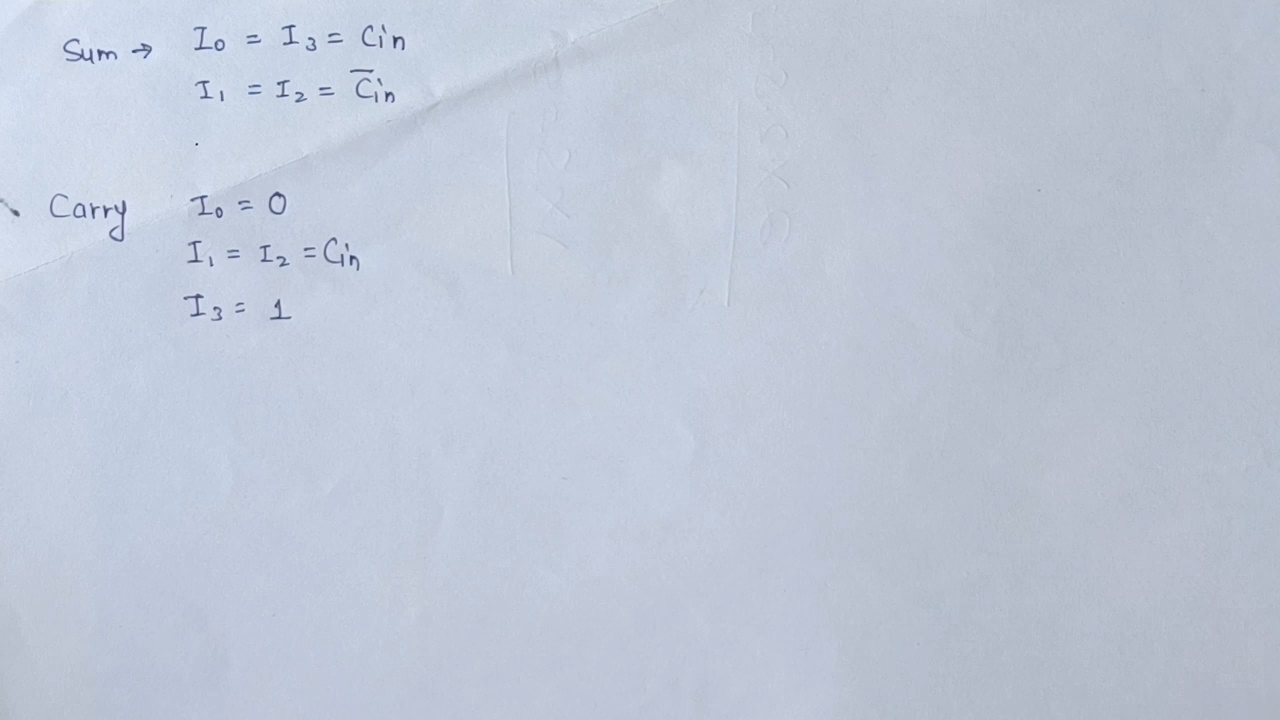 Sum → I₀ = I₃ = Cin
I₁ = I₂ = C̅in
Carry I₀ = 0
I₁ = I₂ = Cin
I₃ = 1